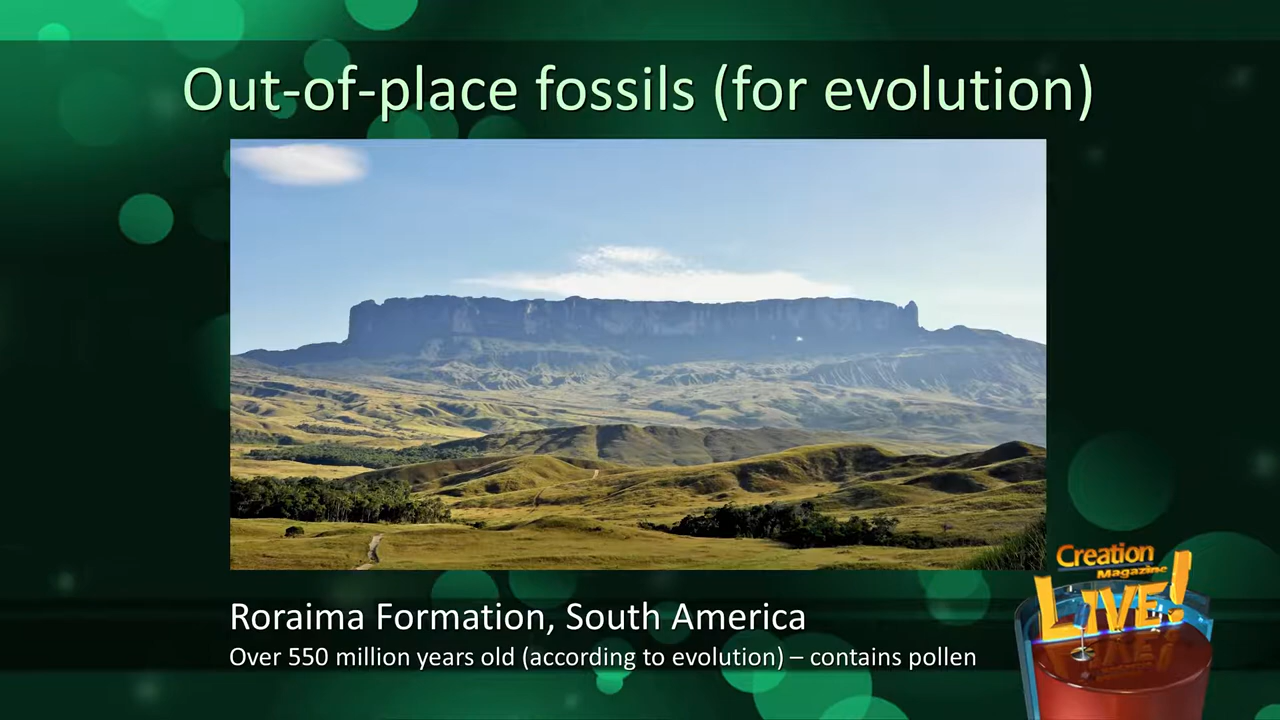 Out-of-place fossils (for evolution)
Roraima Formation, South America
Over 550 million years old (according to evolution) – contains pollen
Creation
Magazine
LIVE!